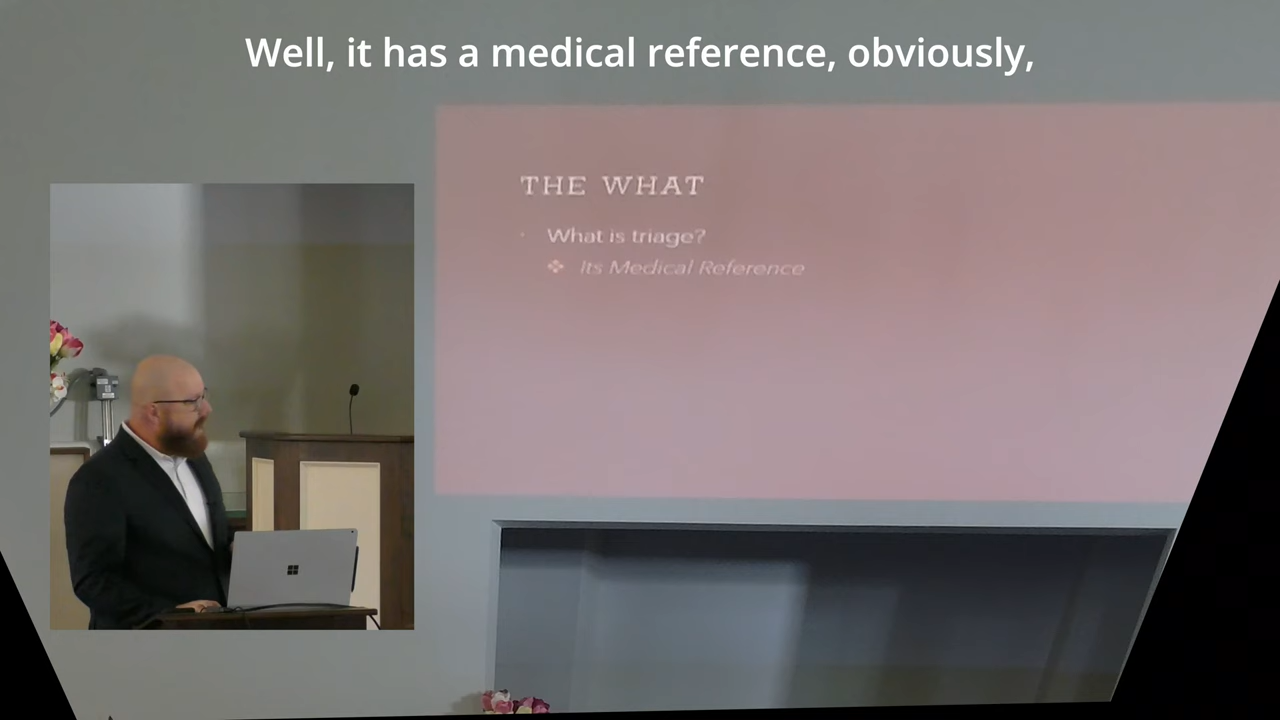 Well, it has a medical reference, obviously,
THE WHAT
What is triage?
Its Medical Reference